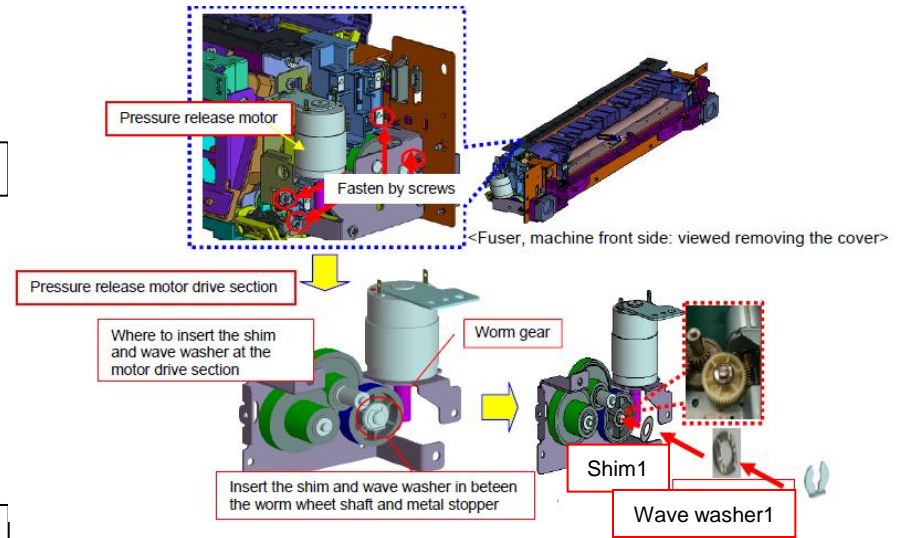 Pressure release motor
Fasten by screws
<Fuser, machine front side: viewed removing the cover>
Pressure release motor drive section
Where to insert the shim
and wave washer at the
motor drive section
Worm gear
Insert the shim and wave washer in beteen
the worm wheel shaft and metal stopper
Shim1
Wave washer1